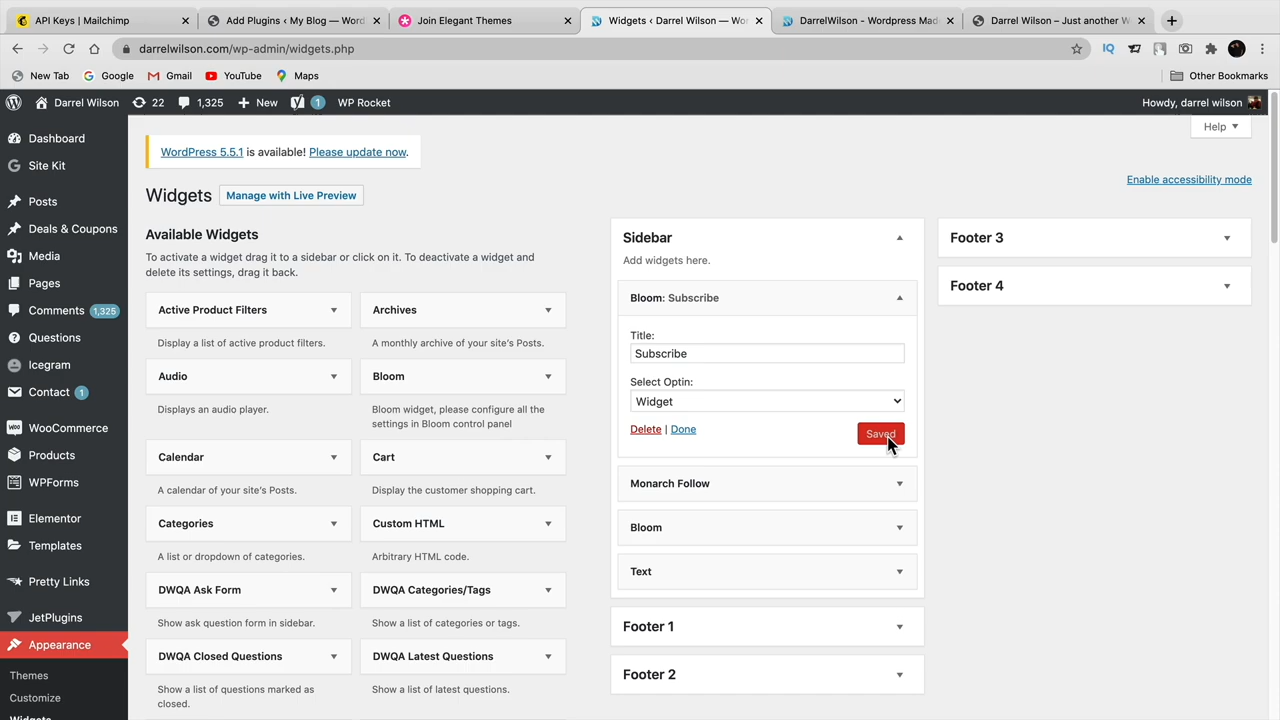 API Keys | Mailchimp
Add Plugins ‹ My Blog — Word
Join Elegant Themes
Widgets ‹ Darrel Wilson — Wor
DarrelWilson - Wordpress Mad
Darrel Wilson – Just another W
darrelwilson.com/wp-admin/widgets.php
New Tab
Google
Gmail
YouTube
Maps
Other Bookmarks
Darrel Wilson
22
1,325
New
1
WP Rocket
Howdy, darrel wilson
Help
WordPress 5.5.1 is available! Please update now.
Enable accessibility mode
Widgets
Manage with Live Preview
Dashboard
Site Kit
Posts
Deals & Coupons
Media
Pages
Comments 1,325
Questions
Icegram
Contact 1
WooCommerce
Products
WPForms
Elementor
Templates
Pretty Links
JetPlugins
Appearance
Themes
Customize
Widgets
Available Widgets
To activate a widget drag it to a sidebar or click on it. To deactivate a widget and
delete its settings, drag it back.
Active Product Filters
Display a list of active product filters.
Archives
A monthly archive of your site's Posts.
Audio
Displays an audio player.
Bloom
Bloom widget, please configure all the
settings in Bloom control panel
Calendar
A calendar of your site's Posts.
Cart
Display the customer shopping cart.
Categories
A list or dropdown of categories.
Custom HTML
Arbitrary HTML code.
DWQA Ask Form
Show ask question form in sidebar.
DWQA Categories/Tags
Show a list of categories or tags.
DWQA Closed Questions
Show a list of questions marked as
closed.
DWQA Latest Questions
Show a list of latest questions.
Sidebar
Add widgets here.
Bloom: Subscribe
Title:
Subscribe
Select Optin:
Widget
Delete | Done
Saved
Monarch Follow
Bloom
Text
Footer 1
Footer 2
Footer 3
Footer 4